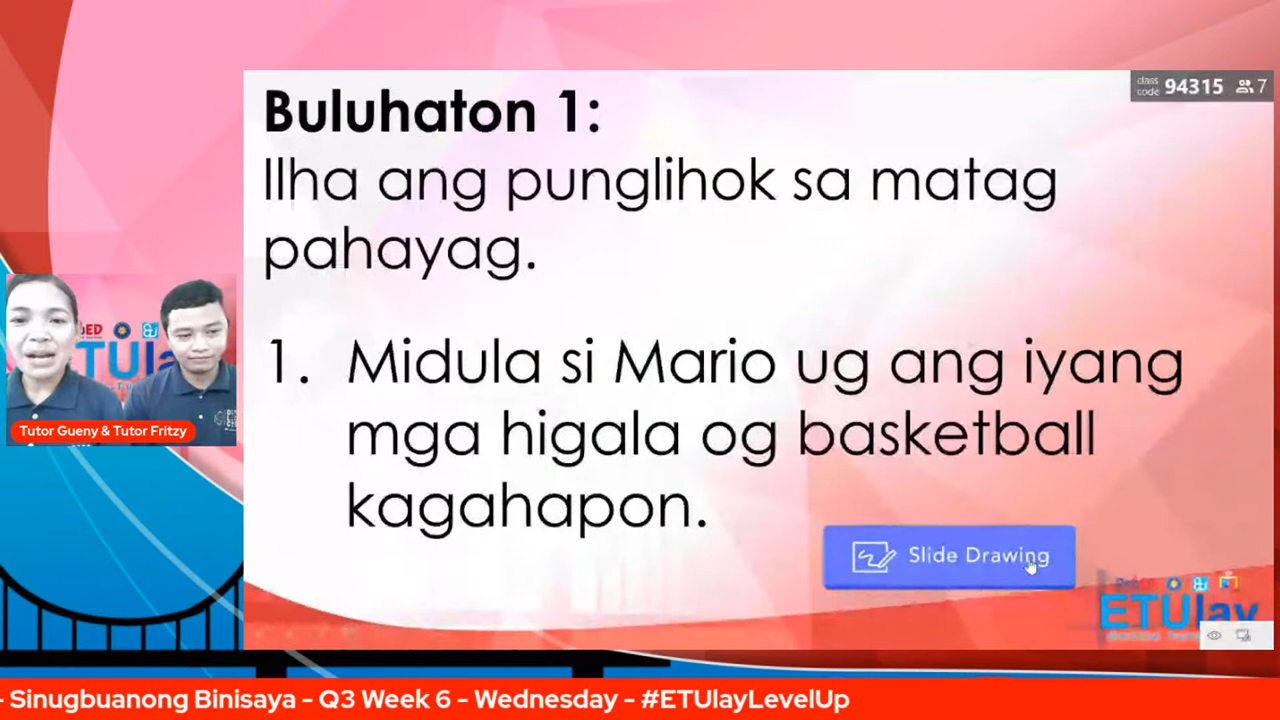 class code 94315 7
Buluhaton 1:
Ilha ang punglihok sa matag
pahayag.
1. Midula si Mario ug ang iyang
mga higala og basketball
kagahapon.
Slide Drawing
Tutor Gueny & Tutor Fritzy
ETUlay
- Sinugbuanong Binisaya - Q3 Week 6 - Wednesday - #ETUlayLevelUp